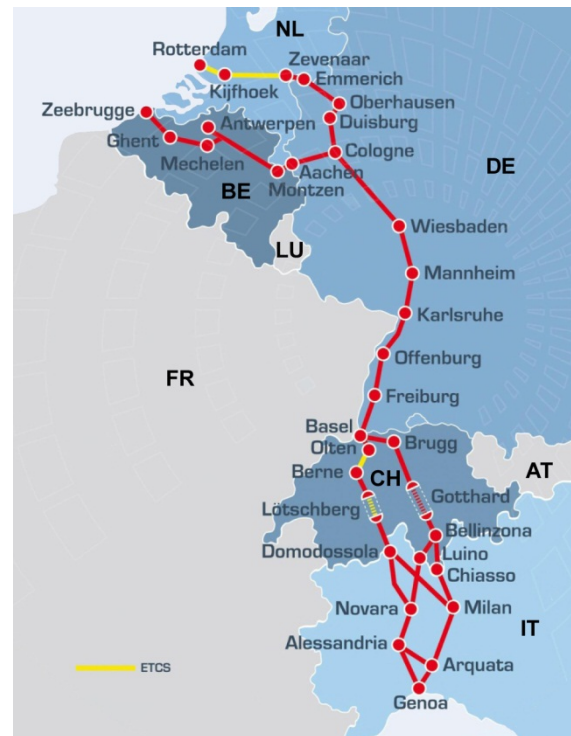 NL
Rotterdam
Zevenaar
Kijfhoek
Emmerich
Oberhausen
Zeebrugge
Antwerpen
Duisburg
Ghent
Cologne
Mechelen
Aachen
DE
BE
Montzen
Wiesbaden
LU
Mannheim
Karlsruhe
Offenburg
FR
Freiburg
Basel
Brugg
Olten
Berne
CH
AT
Gotthard
Lötschberg
Bellinzona
Domodossola
Luino
Chiasso
Novara
Milan
IT
Alessandria
Arquata
ETCS
Genoa